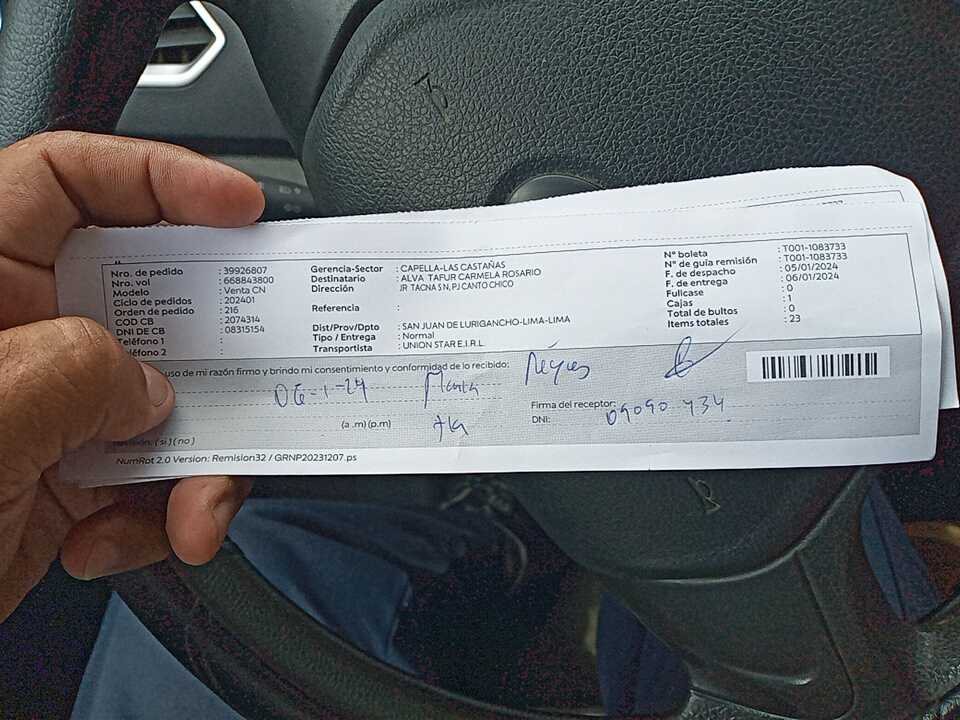 Nro. de pedido : 39926807
Nro. vol : 668843800
Modelo : Venta CN
Ciclo de pedidos : 202401
Orden de pedido : 216
COD CB : 2074314
DNI DE CB : 08315154
Teléfono 1 :
Teléfono 2 :
Gerencia-Sector : CAPELLA-LAS CASTAÑAS
Destinatario : ALVA TAFUR CARMELA ROSARIO
Dirección JR TACNA S N, PJ CANTO CHICO
Referencia :
Dist/Prov/Dpto : SAN JUAN DE LURIGANCHO-LIMA-LIMA
Tipo / Entrega : Normal
Transportista : UNION STAR E.I.R.L.
N° boleta : T001-1083733
N° de guía remisión : T001-1083733
F. de despacho : 05/01/2024
F. de entrega : 06/01/2024
Fullcase : 0
Cajas : 1
Total de bultos : 0
Items totales : 23
uso de mi razón firmo y brindo mi consentimiento y conformidad de lo recibido:
06-1-24 Reyes
(a .m) (p.m)
Firma del receptor:
DNI: 09090434
( si ) ( no )
NumRot 2.0 Version: Remision32 / GRNP20231207.ps